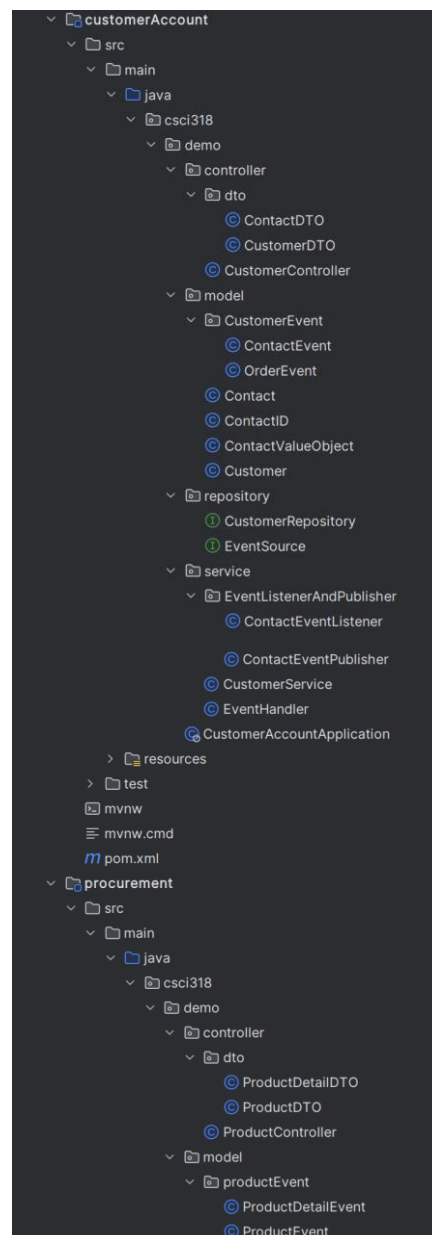 customerAccount
src
main
java
csci318
demo
controller
dto
ContactDTO
CustomerDTO
CustomerController
model
CustomerEvent
ContactEvent
OrderEvent
Contact
ContactID
ContactValueObject
Customer
repository
CustomerRepository
EventSource
service
EventListenerAndPublisher
ContactEventListener
ContactEventPublisher
CustomerService
EventHandler
CustomerAccountApplication
resources
test
mvnw
mvnw.cmd
pom.xml
procurement
src
main
java
csci318
demo
controller
dto
ProductDetailDTO
ProductDTO
ProductController
model
productEvent
ProductDetailEvent
ProductEvent